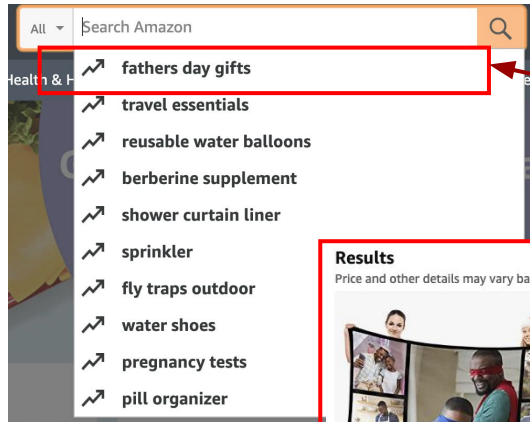 All Search Amazon
Health & H
fathers day gifts
travel essentials
reusable water balloons
berberine supplement
shower curtain liner
sprinkler
fly traps outdoor
water shoes
pregnancy tests
pill organizer
Results
Price and other details may vary ba